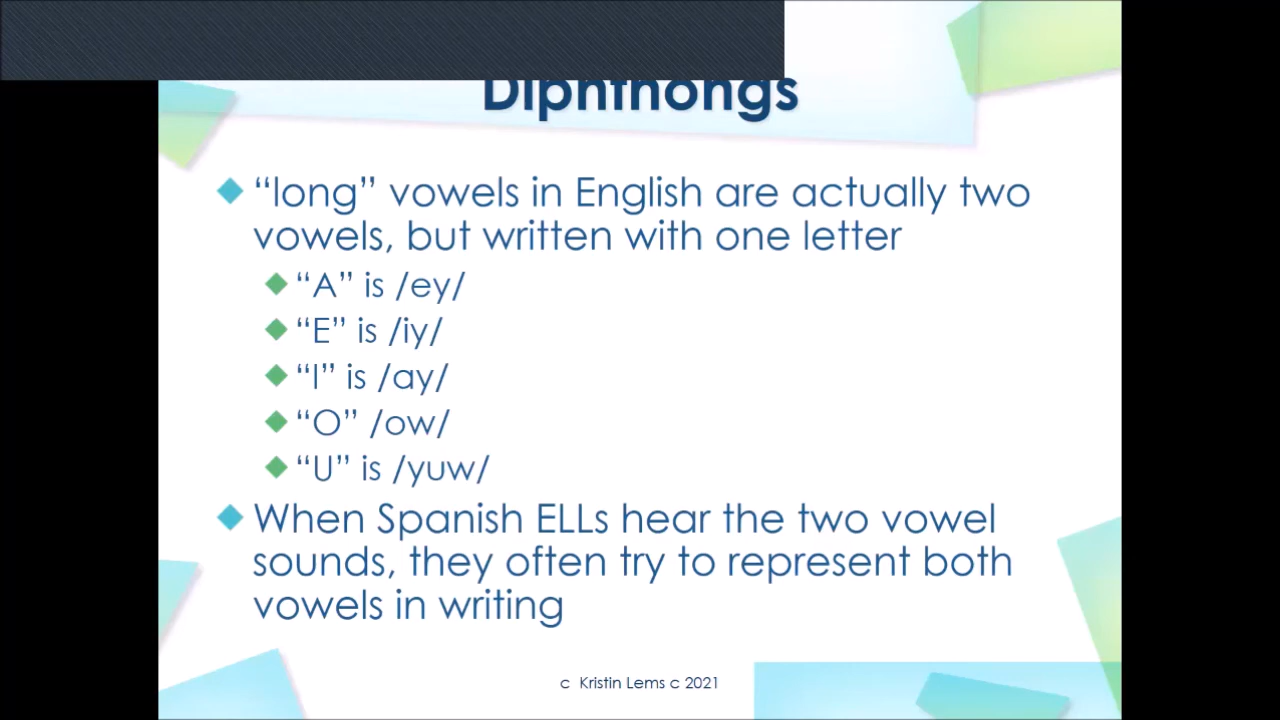 Diphthongs
“long” vowels in English are actually two
vowels, but written with one letter
“A” is /ey/
“E” is /iy/
“I” is /ay/
“O” /ow/
“U” is /yuw/
When Spanish ELLs hear the two vowel
sounds, they often try to represent both
vowels in writing
c Kristin Lems c 2021